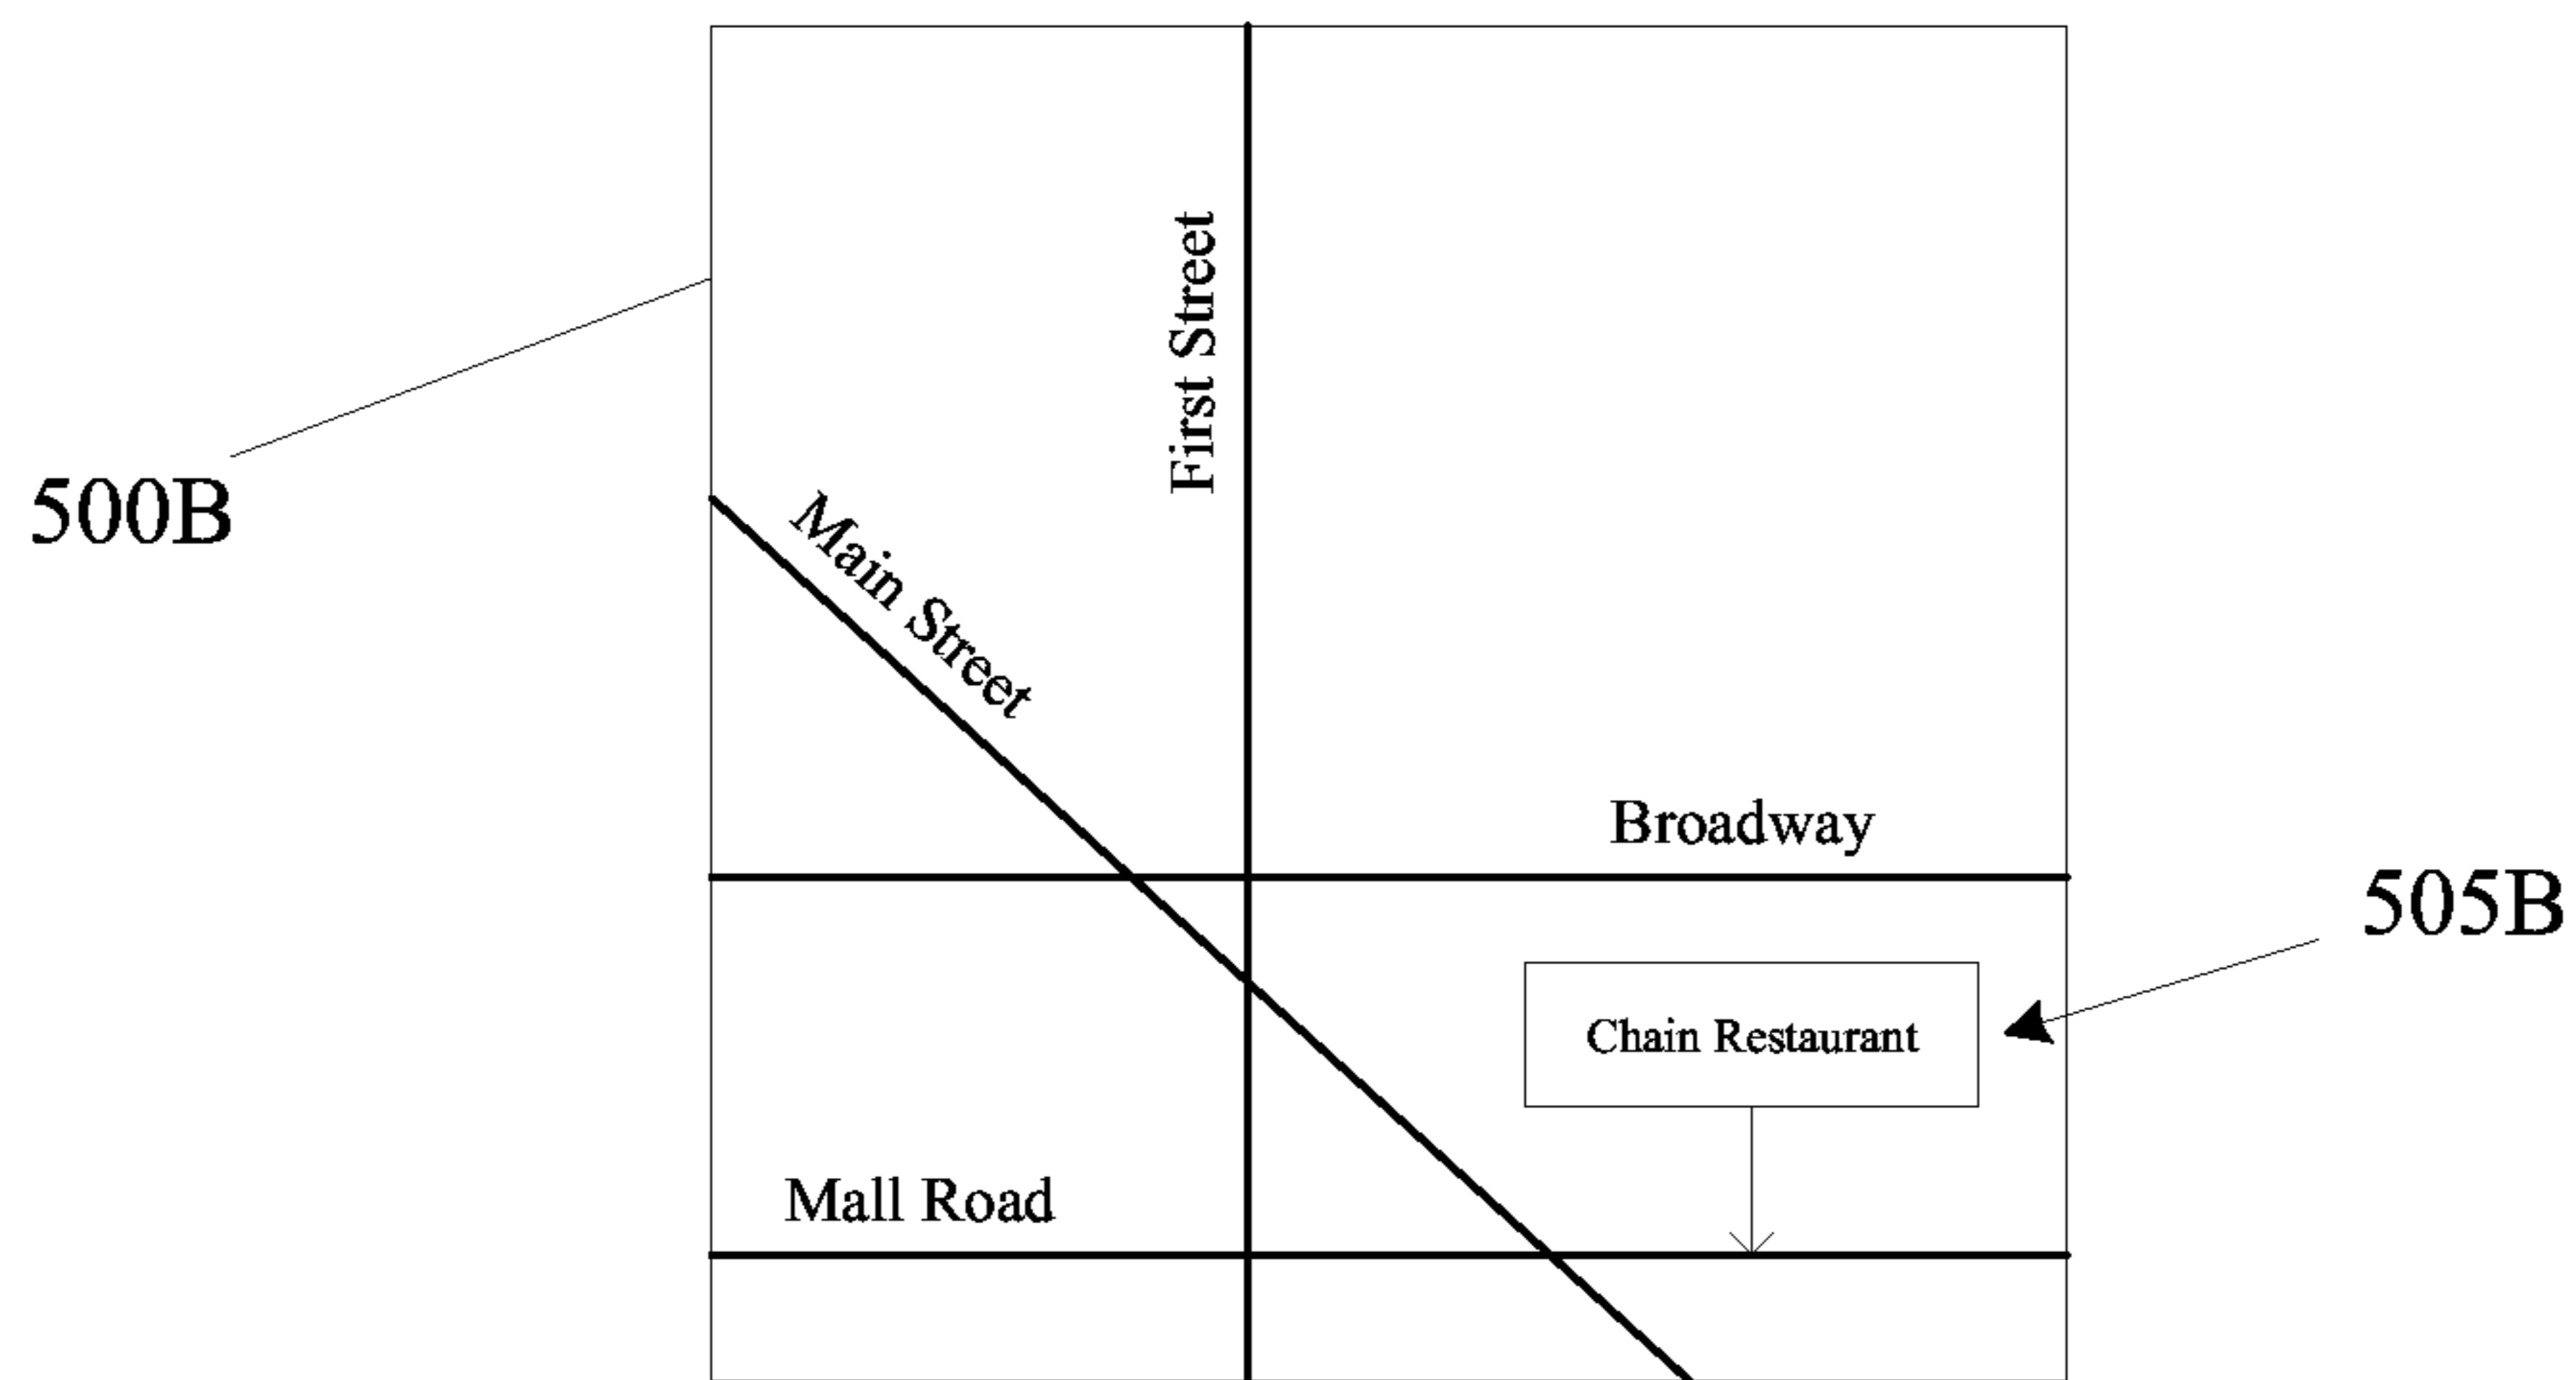 First Street
500B
Main Street
Broadway
505B
Chain Restaurant
Mall Road